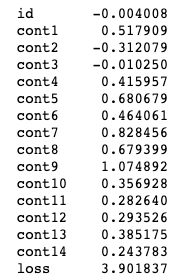 id -0.004008
cont1 0.517909
cont2 -0.312079
cont3 -0.010250
cont4 0.415957
cont5 0.680679
cont6 0.464061
cont7 0.828456
cont8 0.679399
cont9 1.074892
cont10 0.356928
cont11 0.282640
cont12 0.293526
cont13 0.385175
cont14 0.243783
loss 3.901837